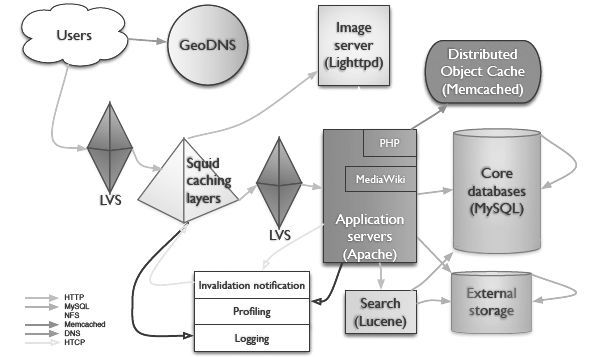 Users
GeoDNS
Image
server
(Lighttpd)
Distributed
Object Cache
(Memcached)
LVS
Squid
caching
layers
LVS
PHP
MediaWiki
Application
servers
(Apache)
Core
databases
(MySQL)
Invalidation notification
Profiling
Logging
Search
(Lucene)
External
storage
HTTP
MySQL
NFS
Memcached
DNS
HTCP